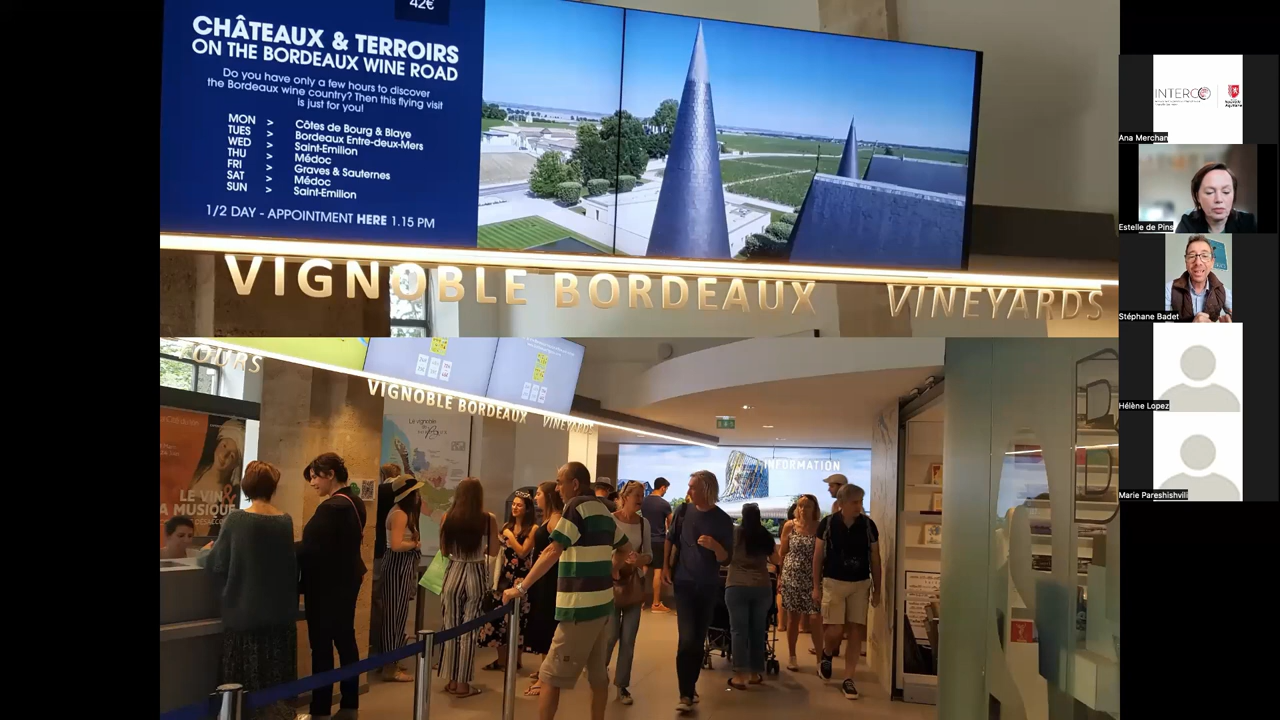 42€
CHÂTEAUX & TERROIRS
ON THE BORDEAUX WINE ROAD
Do you have only a few hours to discover
the Bordeaux wine country? Then this flying visit
is just for you!
MON > Côtes de Bourg & Blaye
TUES > Bordeaux Entre-deux-Mers
WED > Saint-Emilion
THU > Médoc
FRI > Graves & Sauternes
SAT > Médoc
SUN > Saint-Emilion
1/2 DAY - APPOINTMENT HERE 1.15 PM
VIGNOBLE BORDEAUX VINEYARDS
OURS
VIGNOBLE BORDEAUX VINEYARDS
INFORMATION
LE VIN &
LA MUSIQUE
INTERCO
Ana Merchan
Estelle de Pins
Stéphane Badet
Hélène Lopez
Marie Pareshishvili